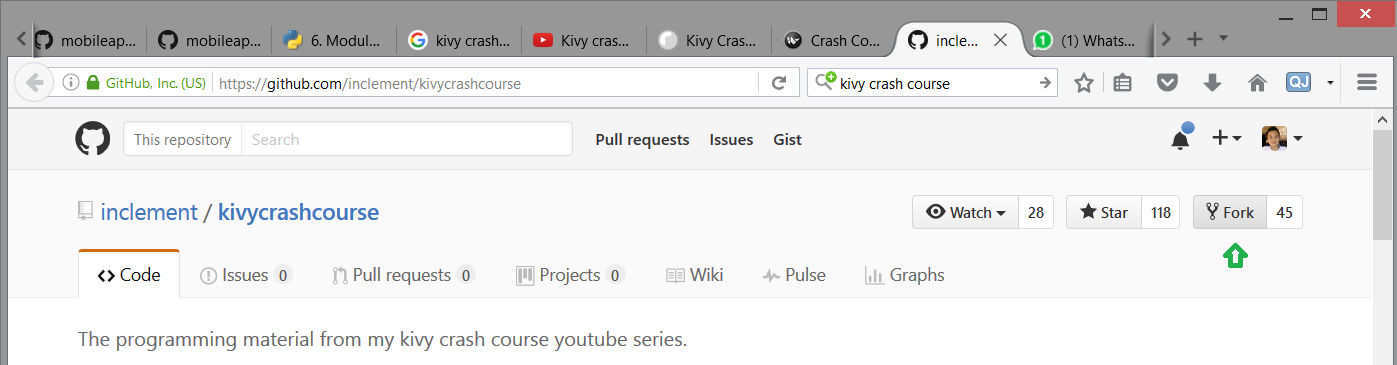 mobileap... mobileap... 6. Modul... kivy crash... Kivy cras... Kivy Cras... Crash Co... incle... (1) Whats...
GitHub, Inc. (US) https://github.com/inclement/kivycrashcourse kivy crash course QJ
This repository Search Pull requests Issues Gist
inclement / kivycrashcourse Watch 28 Star 118 Fork 45
Code Issues 0 Pull requests 0 Projects 0 Wiki Pulse Graphs
The programming material from my kivy crash course youtube series.